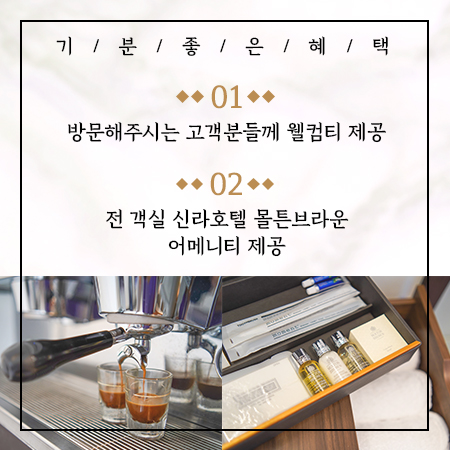 기 / 분 / 좋 / 은 / 혜 / 택
01
방문해주시는 고객분들께 웰컴티 제공
02
전 객실 신라호텔 몰튼브라운
어메니티 제공